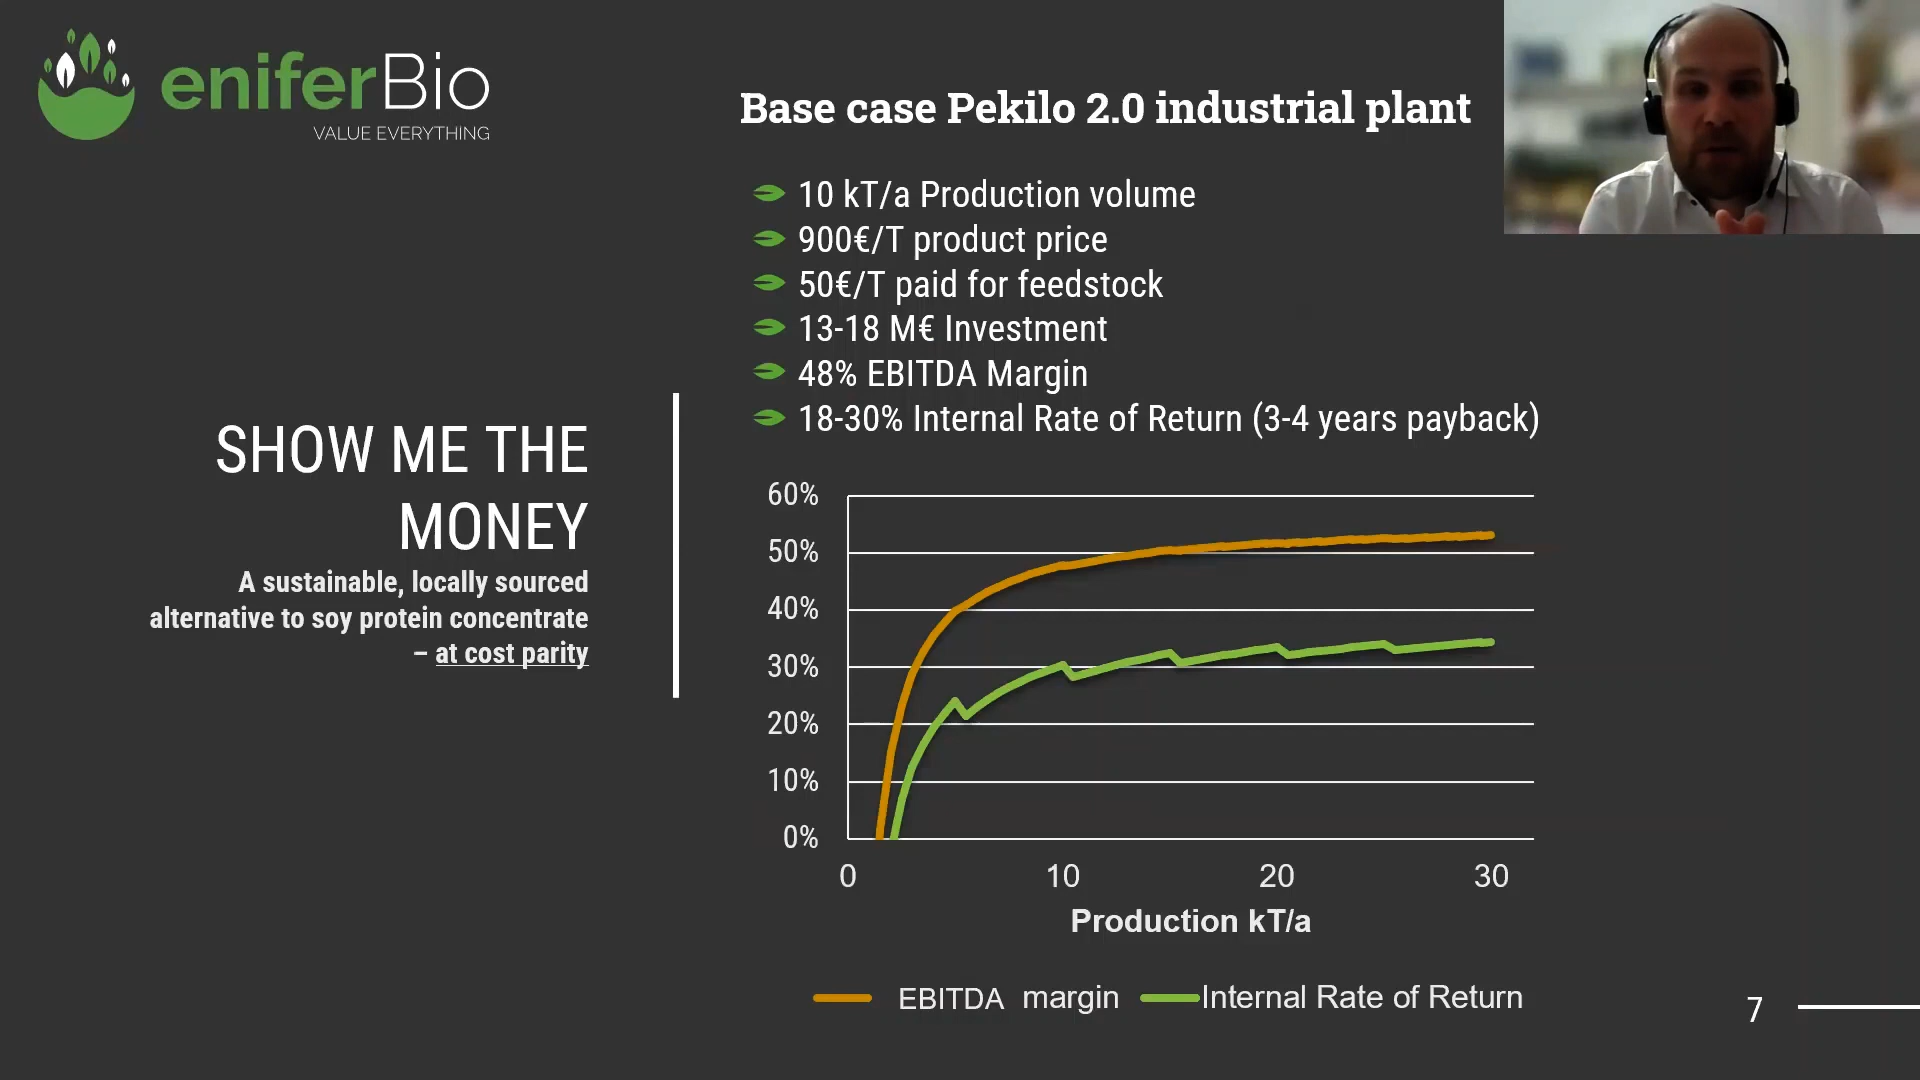 eniferBio
VALUE EVERYTHING
Base case Pekilo 2.0 industrial plant
10 kT/a Production volume
900€/T product price
50€/T paid for feedstock
13-18 M€ Investment
48% EBITDA Margin
18-30% Internal Rate of Return (3-4 years payback)
SHOW ME THE
MONEY
A sustainable, locally sourced
alternative to soy protein concentrate
– at cost parity
60%
50%
40%
30%
20%
10%
0%
0 10 20 30
Production kT/a
EBITDA margin Internal Rate of Return
7